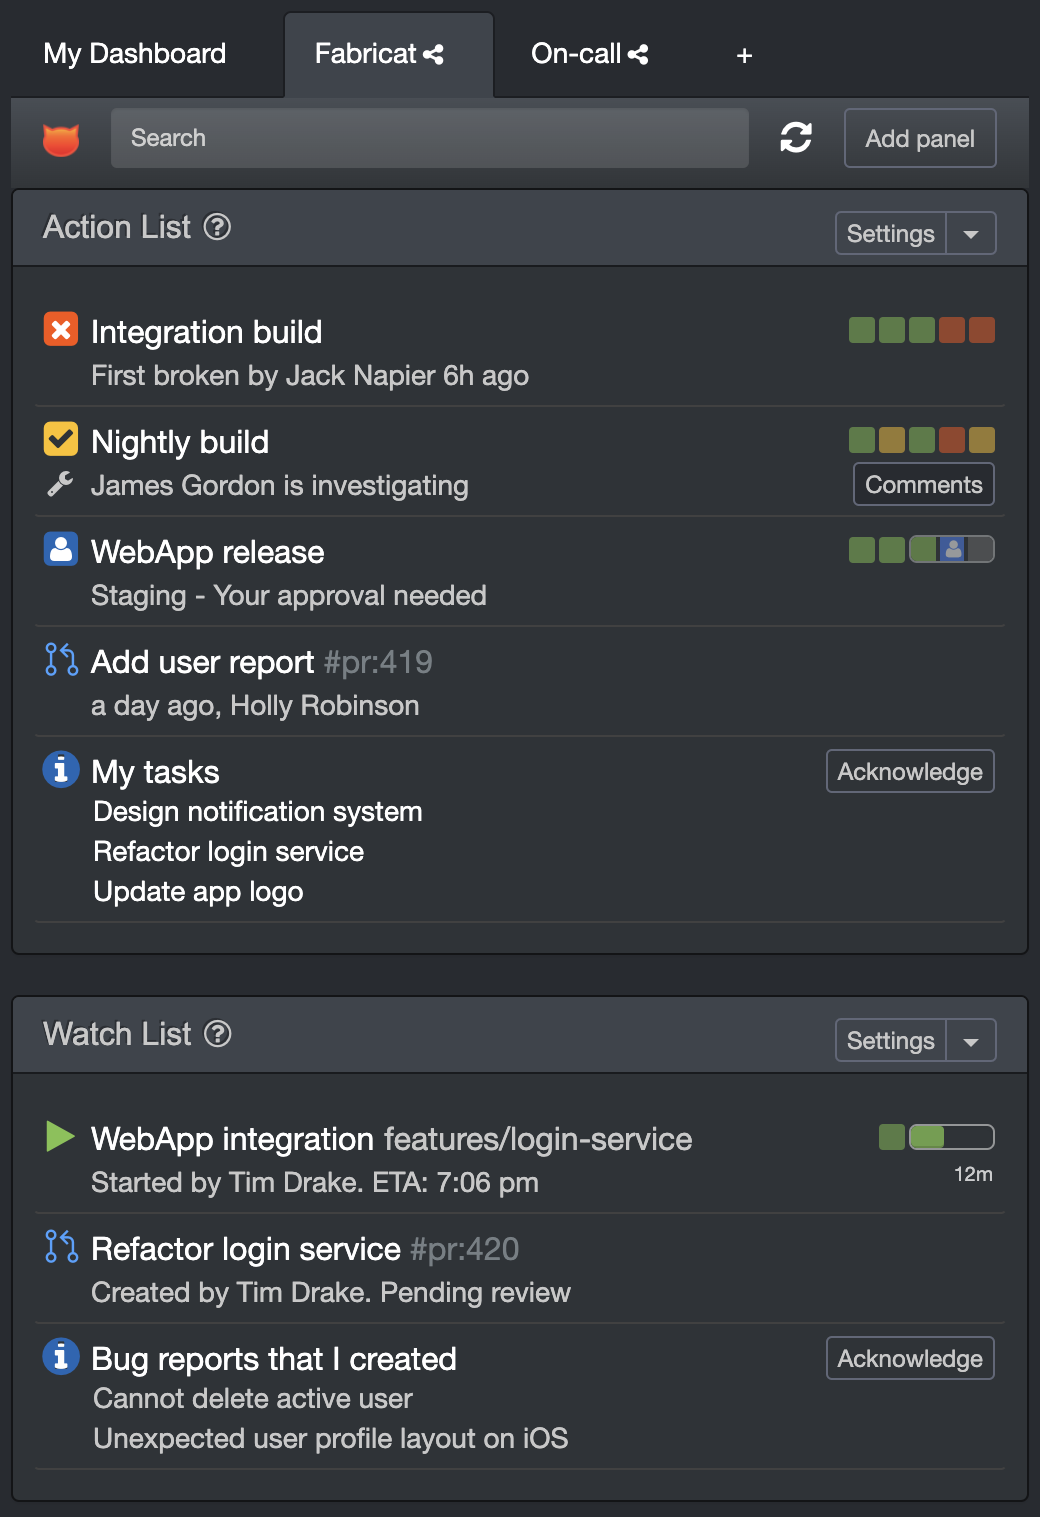 My Dashboard Fabricat On-call +
Search Add panel
Action List ? Settings
Integration build
First broken by Jack Napier 6h ago
Nightly build
James Gordon is investigating Comments
WebApp release
Staging - Your approval needed
Add user report #pr:419
a day ago, Holly Robinson
My tasks Acknowledge
Design notification system
Refactor login service
Update app logo
Watch List ? Settings
WebApp integration features/login-service
Started by Tim Drake. ETA: 7:06 pm 12m
Refactor login service #pr:420
Created by Tim Drake. Pending review
Bug reports that I created Acknowledge
Cannot delete active user
Unexpected user profile layout on iOS